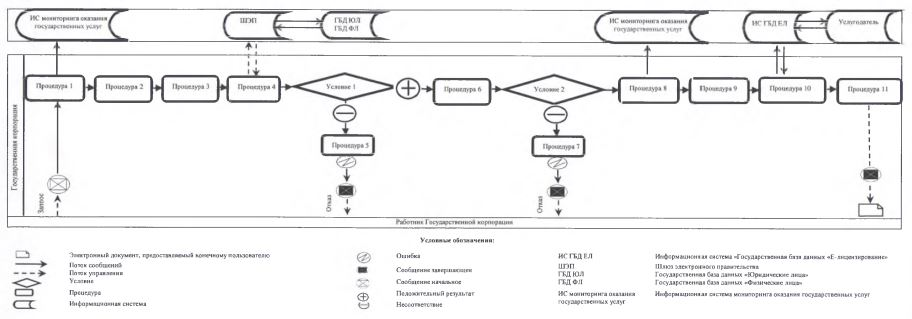 ИС мониторинга оказания
государственных услуг
ШЭП
ГБД ЮЛ
ГБД ФЛ
ИС мониторинга оказания
государственных услуг
ИС ГБД ЕЛ
Услугодатель
Государственная корпорация
Процедура 1
Процедура 2
Процедура 3
Процедура 4
Условие 1
Процедура 6
Условие 2
Процедура 8
Процедура 9
Процедура 10
Процедура 11
Процедура 5
Процедура 7
Запрос
Отказ
Отказ
Работник Государственной корпорации
Условные обозначения:
Электронный документ, предоставляемый конечному пользователю
Поток сообщений
Поток управления
Условие
Процедура
Информационная система
Ошибка
Сообщение завершающее
Сообщение начальное
Положительный результат
Несоответствие
ИС ГБД ЕЛ
ШЭП
ГБД ЮЛ
ГБД ФЛ
ИС мониторинга оказания
государственных услуг
Информационная система "Государственная база данных «Е-лицензирование»
Шлюз электронного правительства
Государственная база данных «Юридические лица»
Государственная база данных «Физические лица»
Информационная система мониторинга оказания государственных услуг